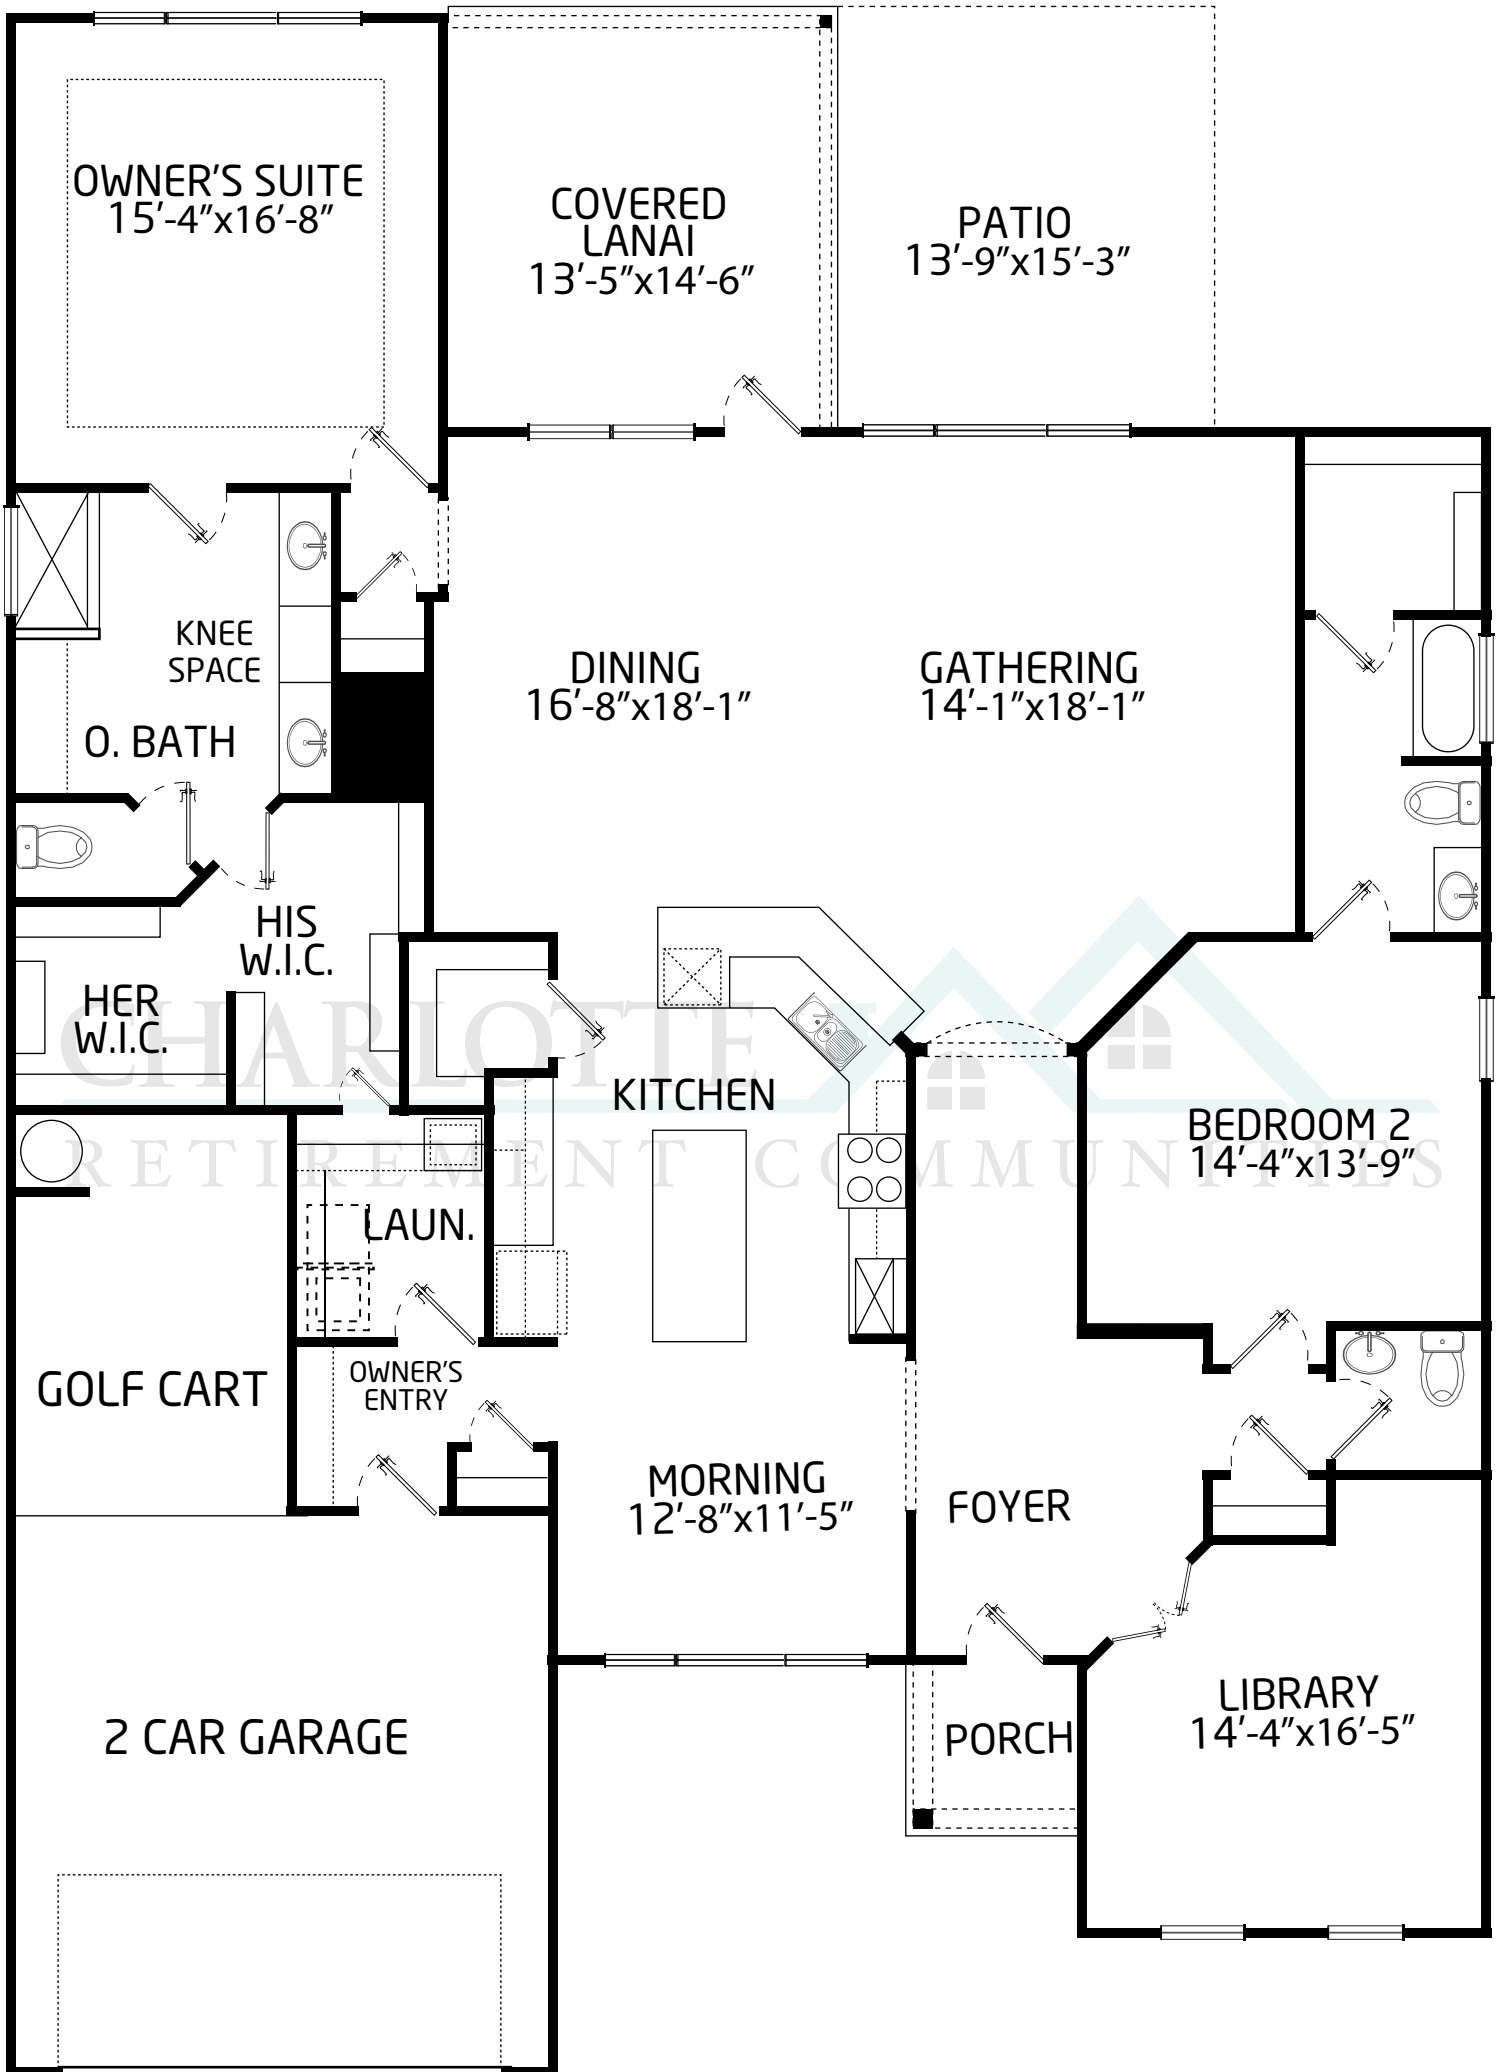 OWNER'S SUITE
15'-4"x16'-8"
COVERED
LANAI
13'-5"x14'-6"
PATIO
13'-9"x15'-3"
KNEE
SPACE
O. BATH
DINING
16'-8"x18'-1"
GATHERING
14'-1"x18'-1"
HIS
W.I.C.
HER
W.I.C.
CHARLOTTE
RETIREMENT COMMUNITIES
KITCHEN
BEDROOM 2
14'-4"x13'-9"
LAUN.
GOLF CART
OWNER'S
ENTRY
MORNING
12'-8"x11'-5"
FOYER
2 CAR GARAGE
PORCH
LIBRARY
14'-4"x16'-5"